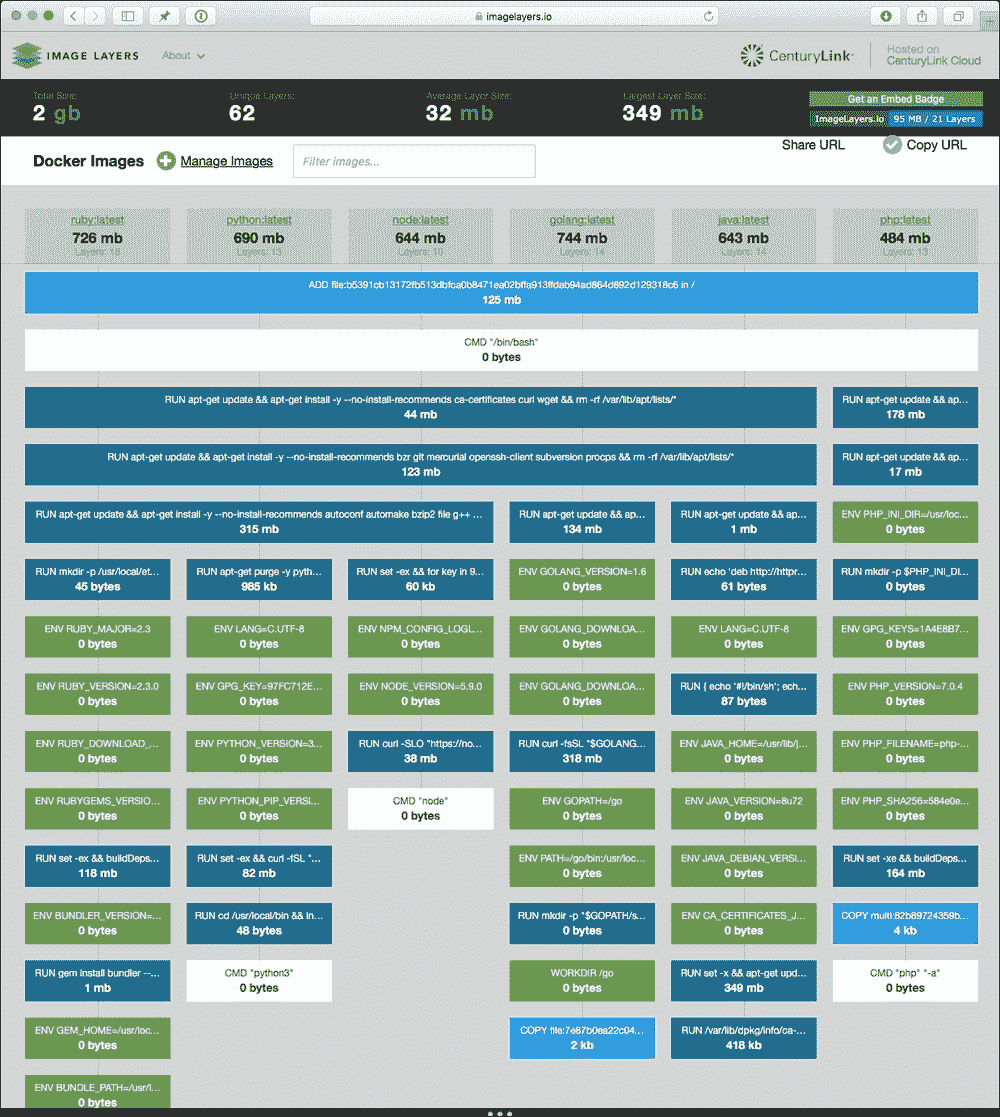 imagelayers.io
IMAGE LAYERS About
CenturyLink
Hosted on
CenturyLink Cloud
Total Size: Unique Layers: Average Layer Size: Largest Layer Size:
2 gb 62 32 mb 349 mb
Get an Embed Badge
ImageLayers.io 95 MB / 21 Layers
Docker Images Manage Images Filter images...
Share URL Copy URL
ruby:latest python:latest node:latest golang:latest java:latest php:latest
726 mb 690 mb 644 mb 744 mb 643 mb 484 mb
Layers: 18 Layers: 13 Layers: 10 Layers: 14 Layers: 14 Layers: 13
ADD file:b5391cb13172fb513dbfca0b8471ea02bffa913ffdab94ad864d892d129318c6 in /
125 mb
CMD "/bin/bash"
0 bytes
RUN apt-get update && apt-get install -y --no-install-recommends ca-certificates curl wget && rm -rf /var/lib/apt/lists/* RUN apt-get update && ap...
44 mb 178 mb
RUN apt-get update && apt-get install -y --no-install-recommends bzr git mercurial openssh-client subversion procps && rm -rf /var/lib/apt/lists/* RUN apt-get update && ap...
123 mb 17 mb
RUN apt-get update && apt-get install -y --no-install-recommends autoconf automake bzip2 file g++ ... RUN apt-get update && ap... RUN apt-get update && ap... ENV PHP_INI_DIR=/usr/loc...
315 mb 134 mb 1 mb 0 bytes
RUN mkdir -p /usr/local/et... RUN apt-get purge -y pyth... RUN set -ex && for key in 9... ENV GOLANG_VERSION=1.6 RUN echo 'deb http://httpr... RUN mkdir -p $PHP_INI_DI...
45 bytes 985 kb 60 kb 0 bytes 61 bytes 0 bytes
ENV RUBY_MAJOR=2.3 ENV LANG=C.UTF-8 ENV NPM_CONFIG_LOGL... ENV GOLANG_DOWNLOA... ENV LANG=C.UTF-8 ENV GPG_KEYS=1A4E8B7...
0 bytes 0 bytes 0 bytes 0 bytes 0 bytes 0 bytes
ENV RUBY_VERSION=2.3.0 ENV GPG_KEY=97FC712E... ENV NODE_VERSION=5.9.0 ENV GOLANG_DOWNLOA... RUN { echo '#!/bin/sh'; ech... ENV PHP_VERSION=7.0.4
0 bytes 0 bytes 0 bytes 0 bytes 87 bytes 0 bytes
ENV RUBY_DOWNLOAD_... ENV PYTHON_VERSION=3... RUN curl -SLO "https://no... RUN curl -fsSL "$GOLANG... ENV JAVA_HOME=/usr/lib/j... ENV PHP_FILENAME=php-...
0 bytes 0 bytes 38 mb 318 mb 0 bytes 0 bytes
ENV RUBYGEMS_VERSIO... ENV PYTHON_PIP_VERSI... CMD "node" ENV GOPATH=/go ENV JAVA_VERSION=8u72 ENV PHP_SHA256=584e0e...
0 bytes 0 bytes 0 bytes 0 bytes 0 bytes 0 bytes
RUN set -ex && buildDeps... RUN set -ex && curl -fSL "... ENV PATH=/go/bin:/usr/loc... ENV JAVA_DEBIAN_VERSI... RUN set -xe && buildDeps...
118 mb 82 mb 0 bytes 0 bytes 164 mb
ENV BUNDLER_VERSION=... RUN cd /usr/local/bin && ln... RUN mkdir -p "$GOPATH/s... ENV CA_CERTIFICATES_J... COPY multi:82b89724359b...
0 bytes 48 bytes 0 bytes 0 bytes 4 kb
RUN gem install bundler --... CMD "python3" WORKDIR /go RUN set -x && apt-get upd... CMD "php" "-a"
1 mb 0 bytes 0 bytes 349 mb 0 bytes
ENV GEM_HOME=/usr/loc... COPY file:7e87b0ea22c04... RUN /var/lib/dpkg/info/ca-...
0 bytes 2 kb 418 kb
ENV BUNDLE_PATH=/usr/l...
0 bytes